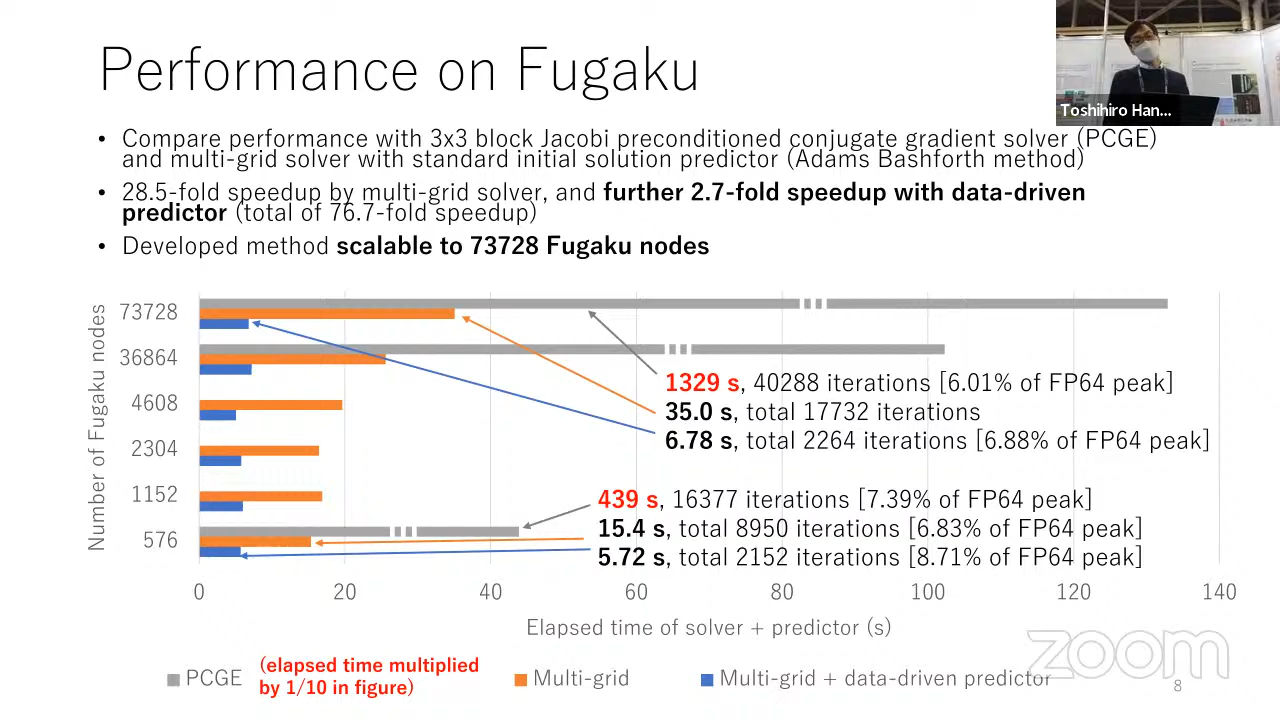 Performance on Fugaku
Toshihiro Han...
• Compare performance with 3x3 block Jacobi preconditioned conjugate gradient solver (PCGE)
and multi-grid solver with standard initial solution predictor (Adams Bashforth method)
• 28.5-fold speedup by multi-grid solver, and further 2.7-fold speedup with data-driven
predictor (total of 76.7-fold speedup)
• Developed method scalable to 73728 Fugaku nodes
Number of Fugaku nodes
73728
36864
4608
2304
1152
576
1329 s, 40288 iterations [6.01% of FP64 peak]
35.0 s, total 17732 iterations
6.78 s, total 2264 iterations [6.88% of FP64 peak]
439 s, 16377 iterations [7.39% of FP64 peak]
15.4 s, total 8950 iterations [6.83% of FP64 peak]
5.72 s, total 2152 iterations [8.71% of FP64 peak]
0 20 40 60 80 100 120 140
Elapsed time of solver + predictor (s)
PCGE (elapsed time multiplied
by 1/10 in figure)
Multi-grid
Multi-grid + data-driven predictor
zoom
8